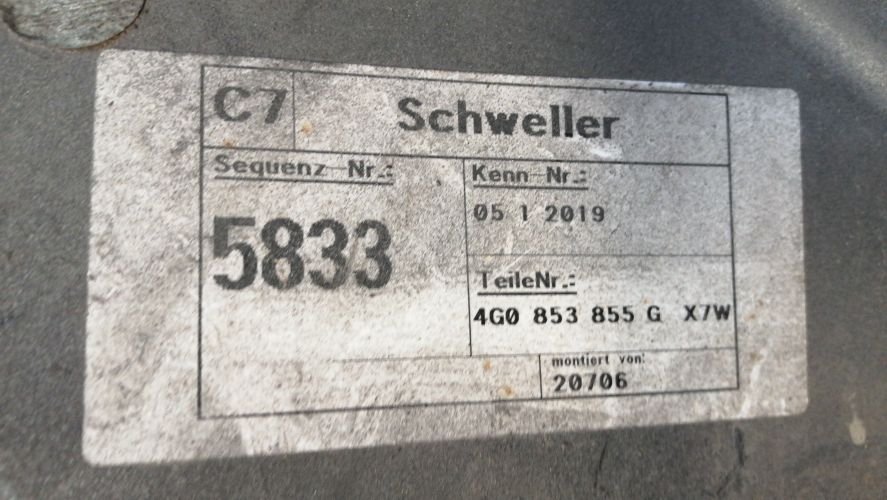 C7 Schweller
Sequenz Nr.:
5833
Kenn Nr.:
05 1 2019
TeileNr.:
4G0 853 855 G X7W
montiert von:
20706